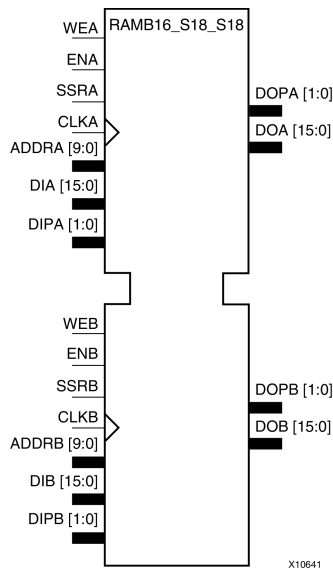 RAMB16_S18_S18
WEA
ENA
SSRA
CLKA
ADDRA [9:0]
DIA [15:0]
DIPA [1:0]
DOPA [1:0]
DOA [15:0]
WEB
ENB
SSRB
CLKB
ADDRB [9:0]
DIB [15:0]
DIPB [1:0]
DOPB [1:0]
DOB [15:0]
X10641